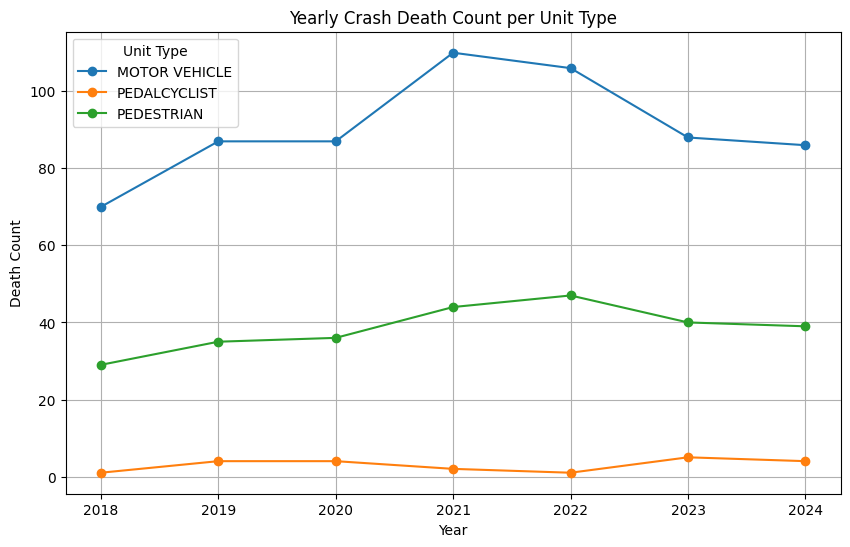 Yearly Crash Death Count per Unit Type
Unit Type
MOTOR VEHICLE
PEDALCYCLIST
PEDESTRIAN
Death Count
100
80
60
40
20
0
2018 2019 2020 2021 2022 2023 2024
Year